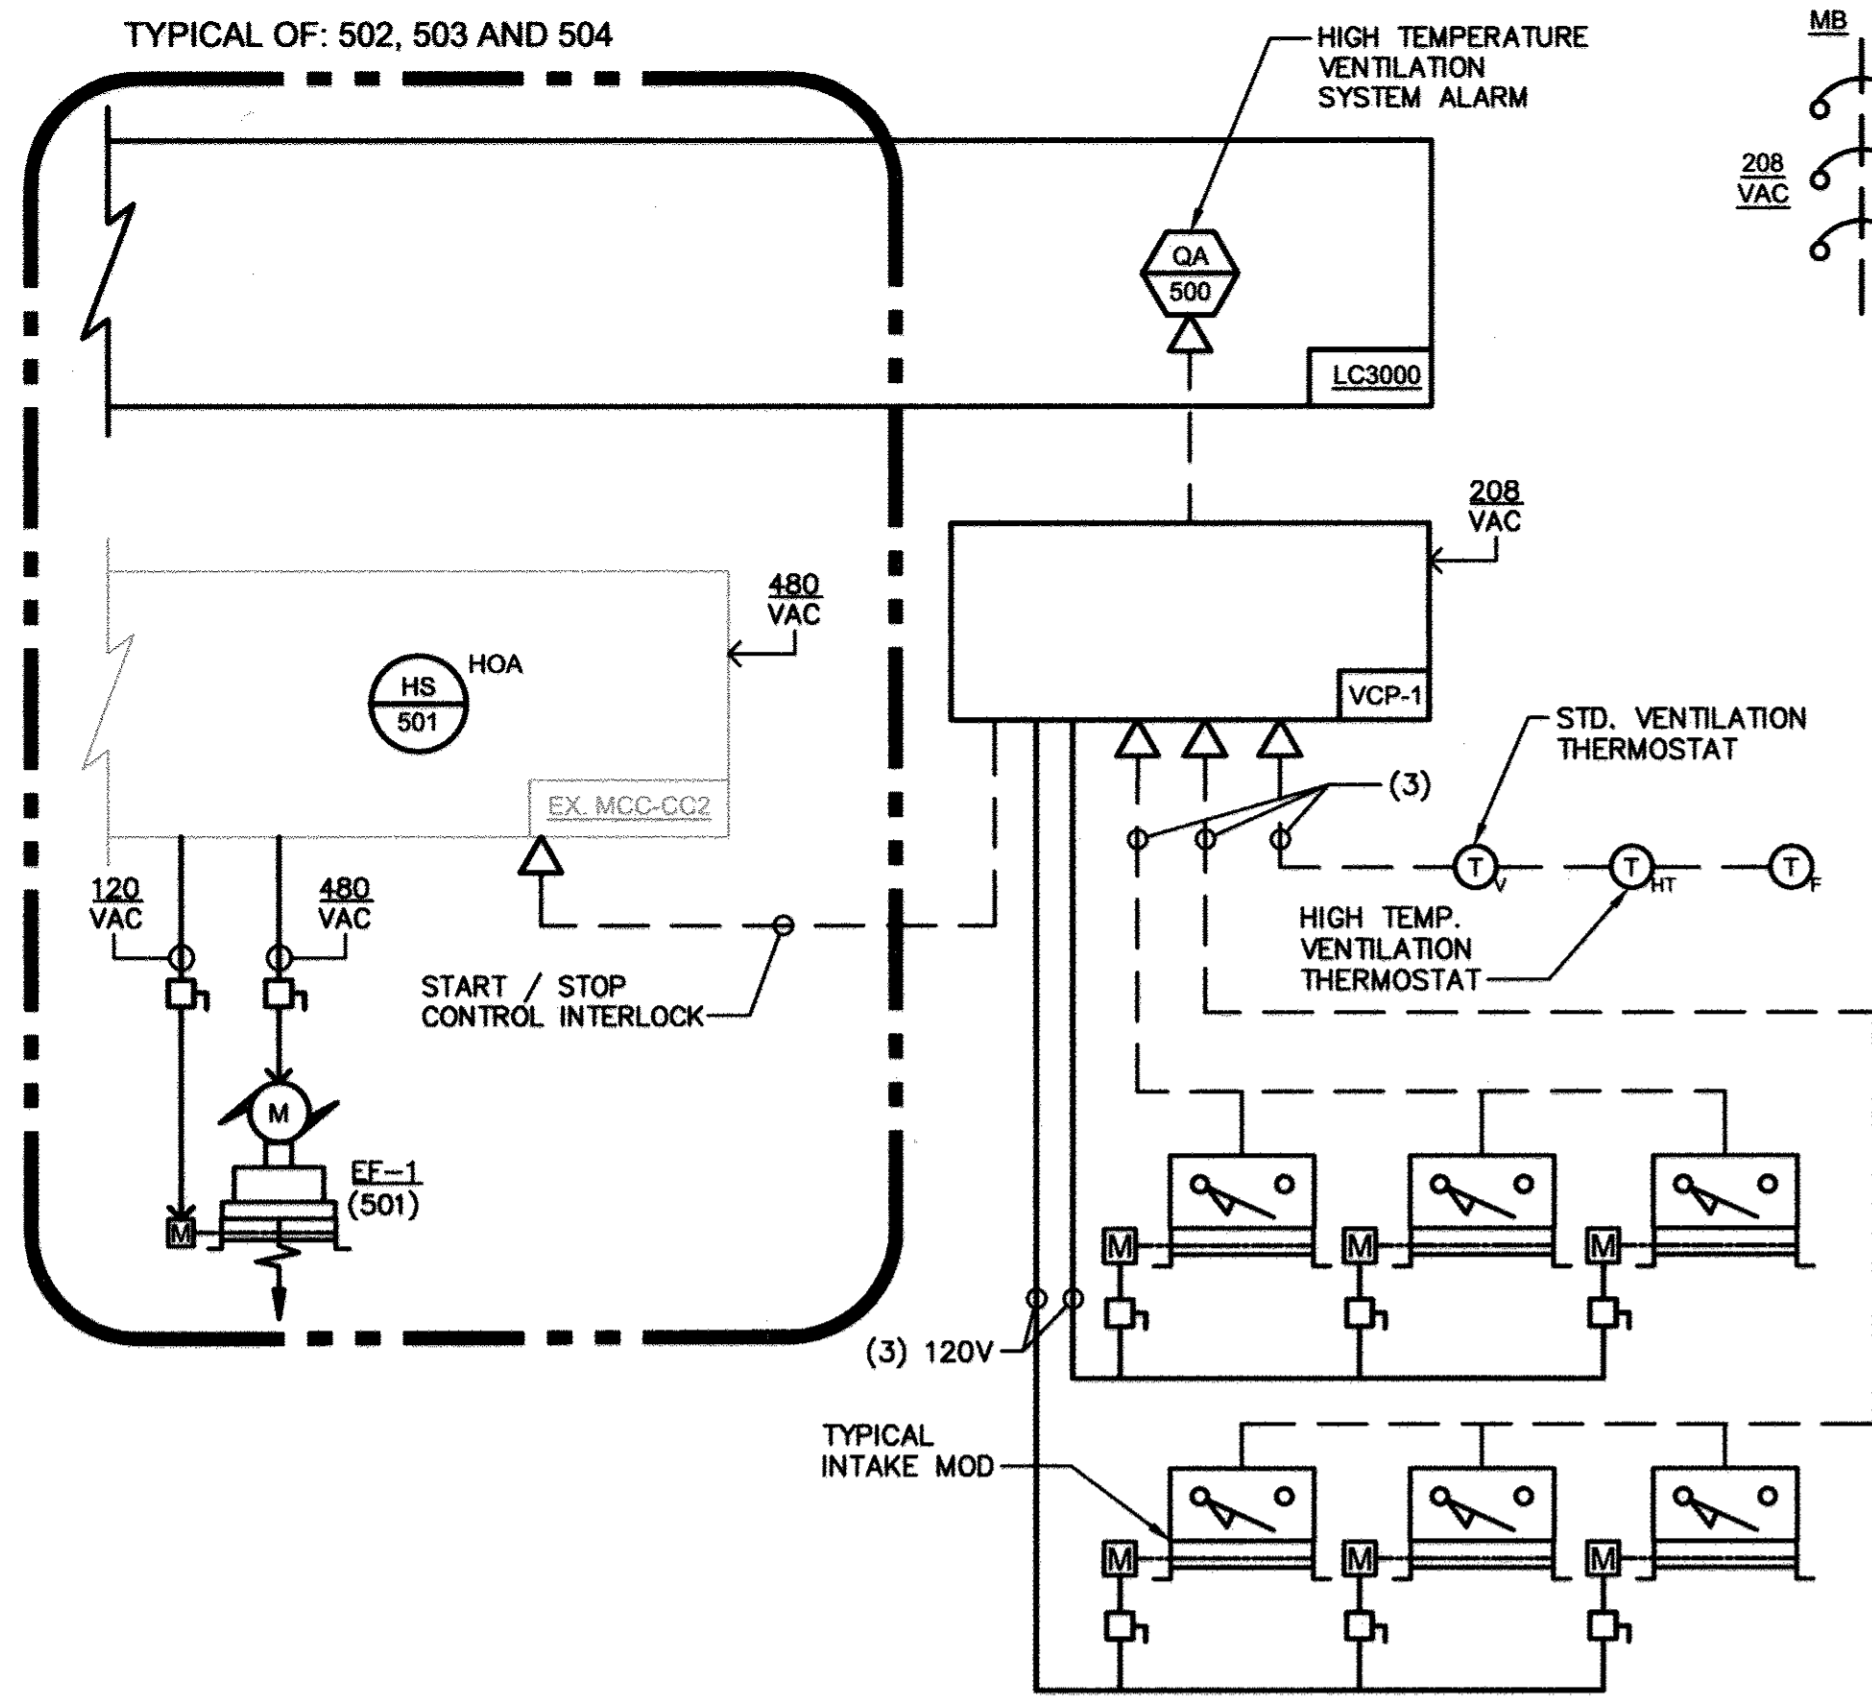 TYPICAL OF: 502, 503 AND 504
HIGH TEMPERATURE
VENTILATION
SYSTEM ALARM
MB
208
VAC
QA
500
LC3000
208
VAC
480
VAC
HS
501
HOA
VCP-1
EX. MCC-CC2
STD. VENTILATION
THERMOSTAT
(3)
120
VAC
480
VAC
T
V
T
HT
T
F
HIGH TEMP.
VENTILATION
THERMOSTAT
START / STOP
CONTROL INTERLOCK
M
EF-1
(501)
M
M
M
M
(3) 120V
TYPICAL
INTAKE MOD
M
M
M